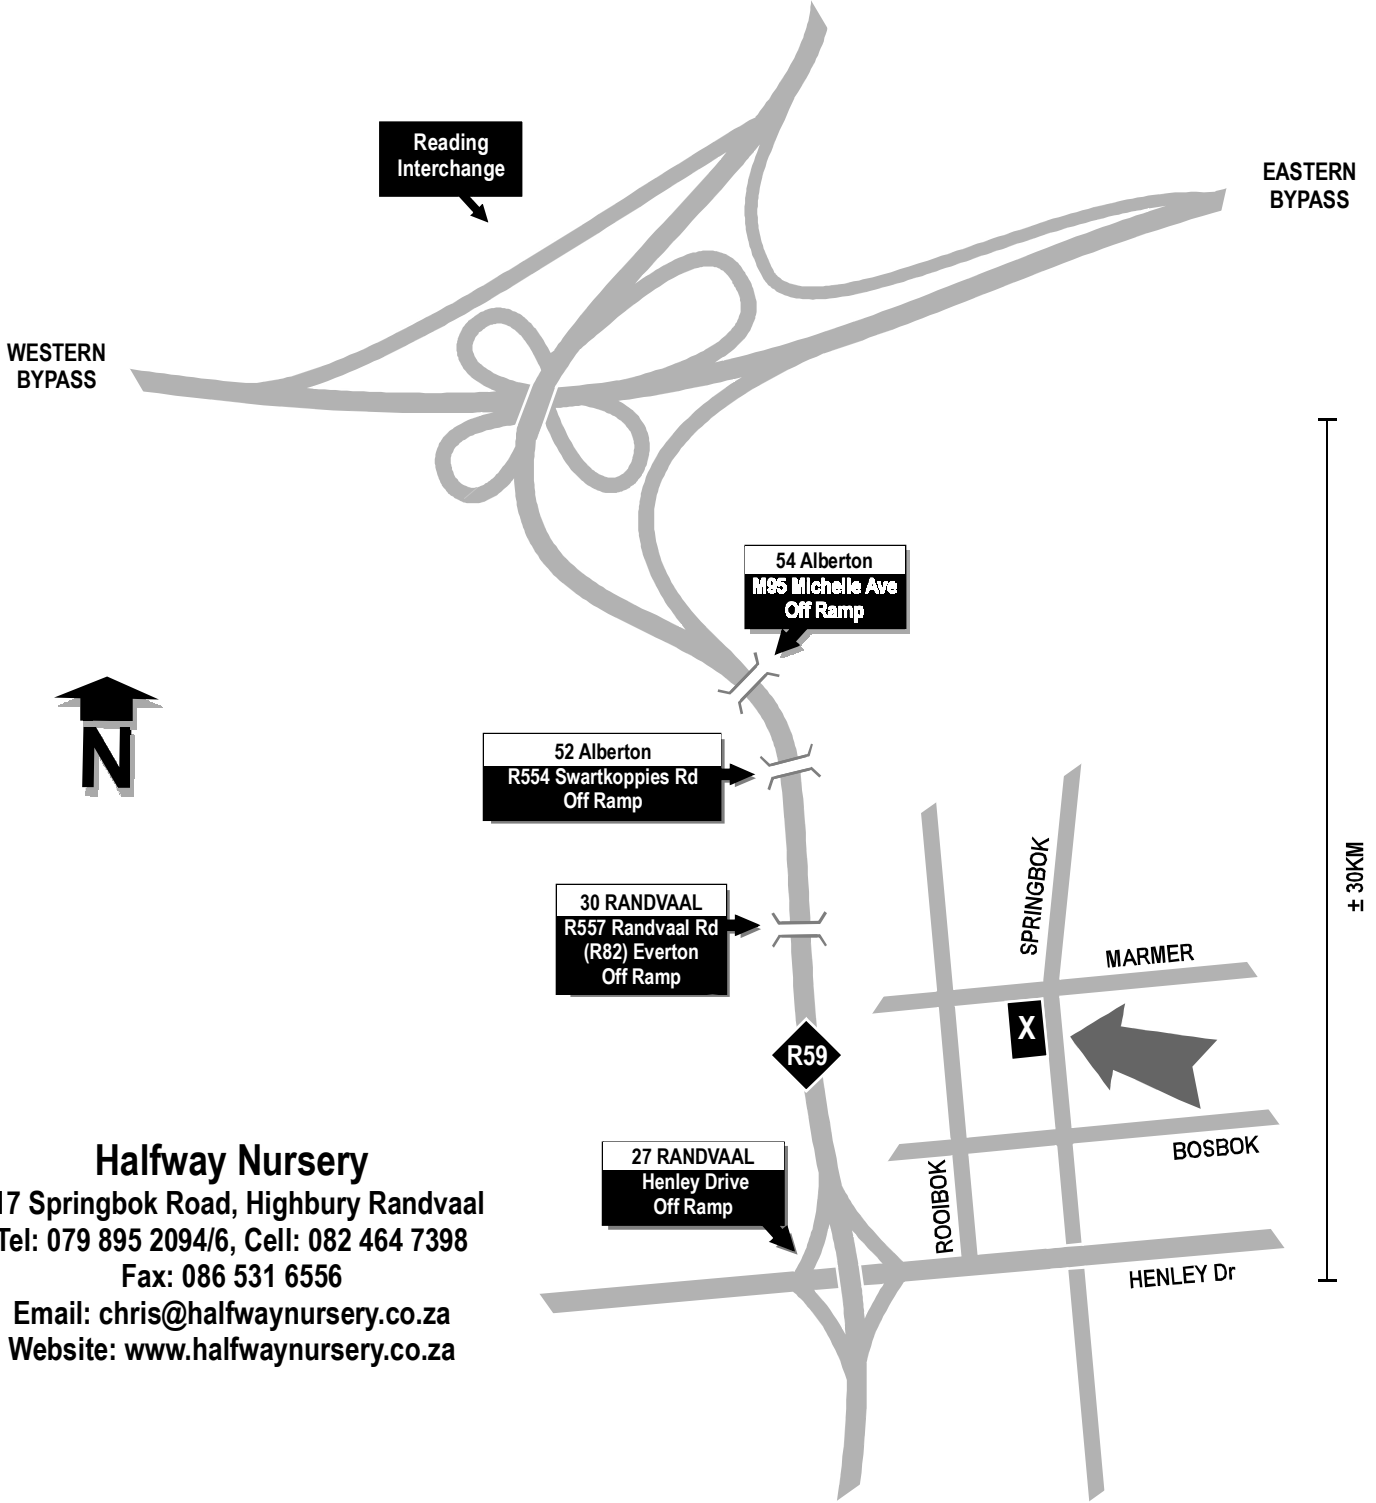 Reading
Interchange
EASTERN
BYPASS
WESTERN
BYPASS
54 Alberton
M95 Michelle Ave
Off Ramp
N
52 Alberton
R554 Swartkoppies Rd
Off Ramp
± 30KM
SPRINGBOK
30 RANDVAAL
R557 Randvaal Rd
(R82) Everton
Off Ramp
MARMER
X
R59
BOSBOK
27 RANDVAAL
Henley Drive
Off Ramp
ROOIBOK
HENLEY Dr
Halfway Nursery
17 Springbok Road, Highbury Randvaal
Tel: 079 895 2094/6, Cell: 082 464 7398
Fax: 086 531 6556
Email: chris@halfwaynursery.co.za
Website: www.halfwaynursery.co.za